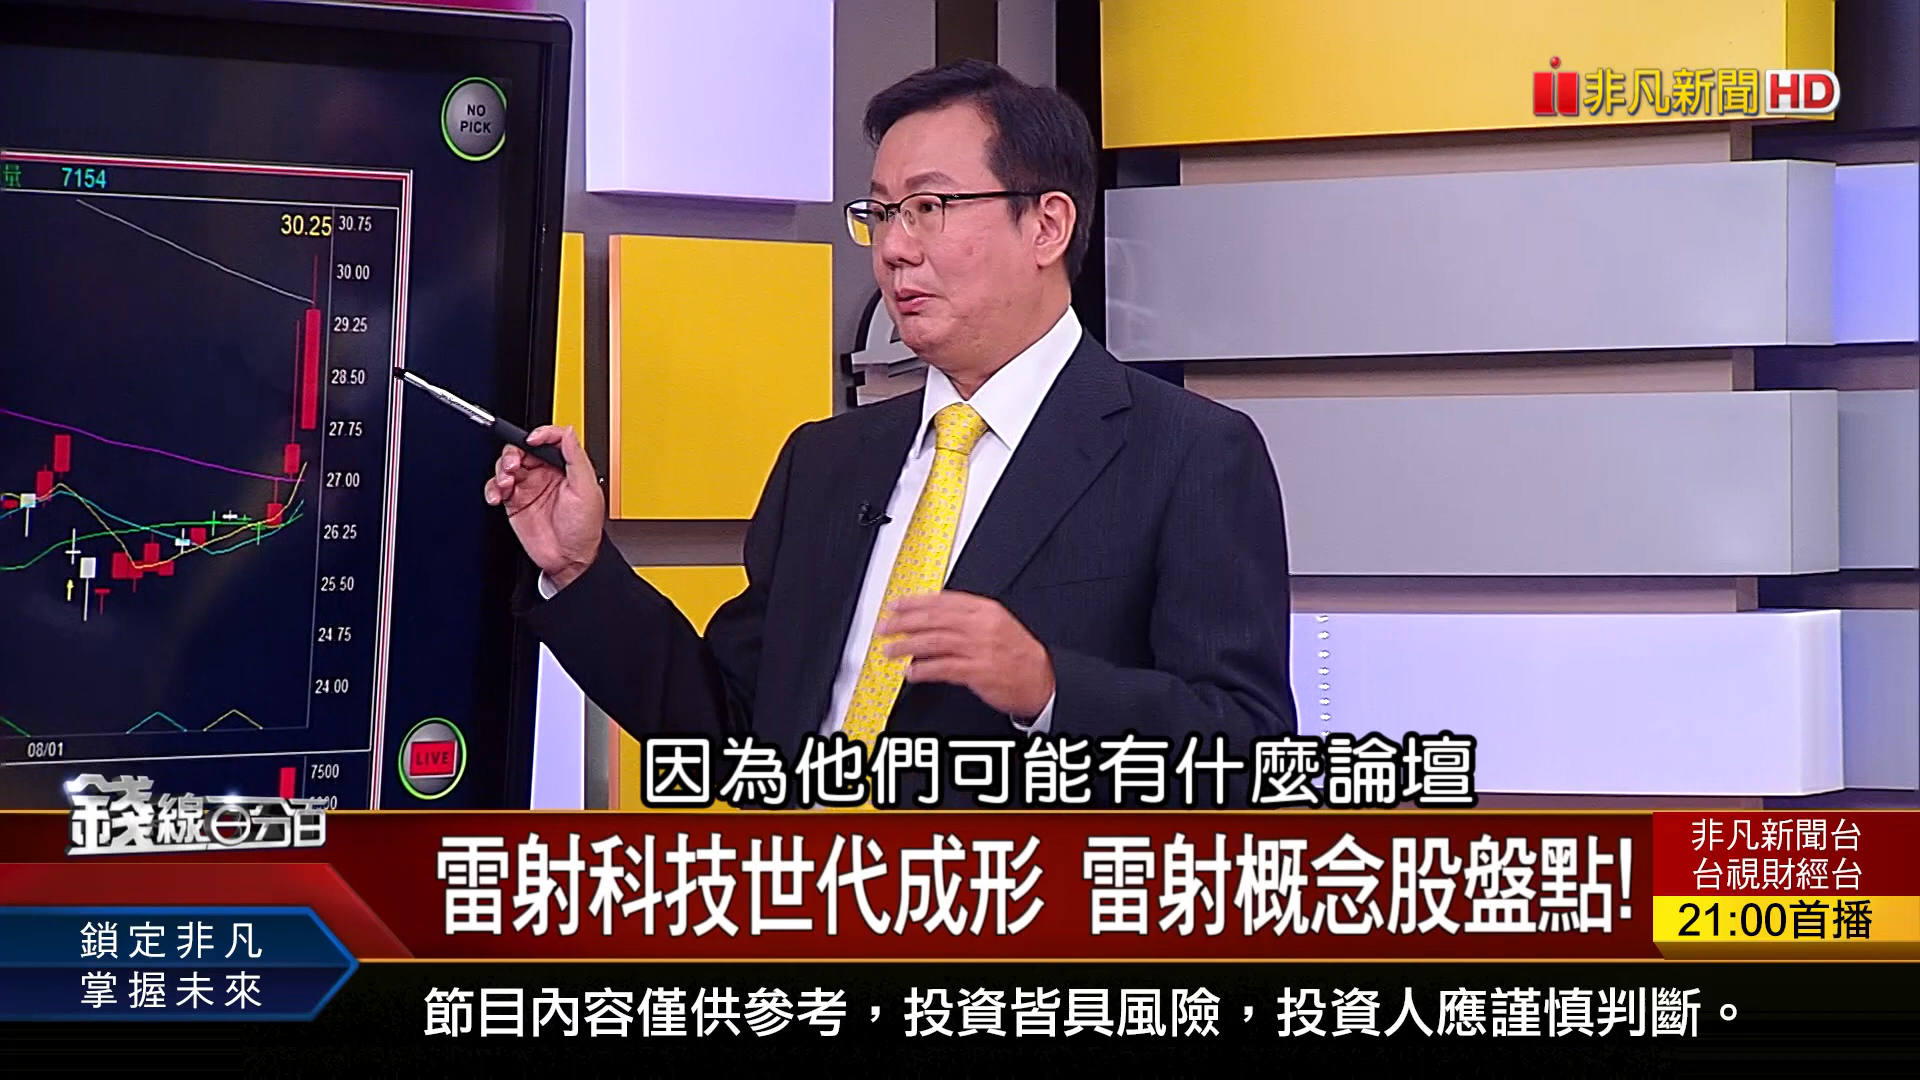 非凡新聞HD
NO
PICK
量 7154
30.25
30.75
30.00
29.25
28.50
27.75
27.00
26.25
25.50
24.75
24.00
08/01
LIVE
7500
因為他們可能有什麼論壇
錢線百分百
雷射科技世代成形 雷射概念股盤點!
非凡新聞台
台視財經台
21:00首播
鎖定非凡
掌握未來
節目內容僅供參考，投資皆具風險，投資人應謹慎判斷。